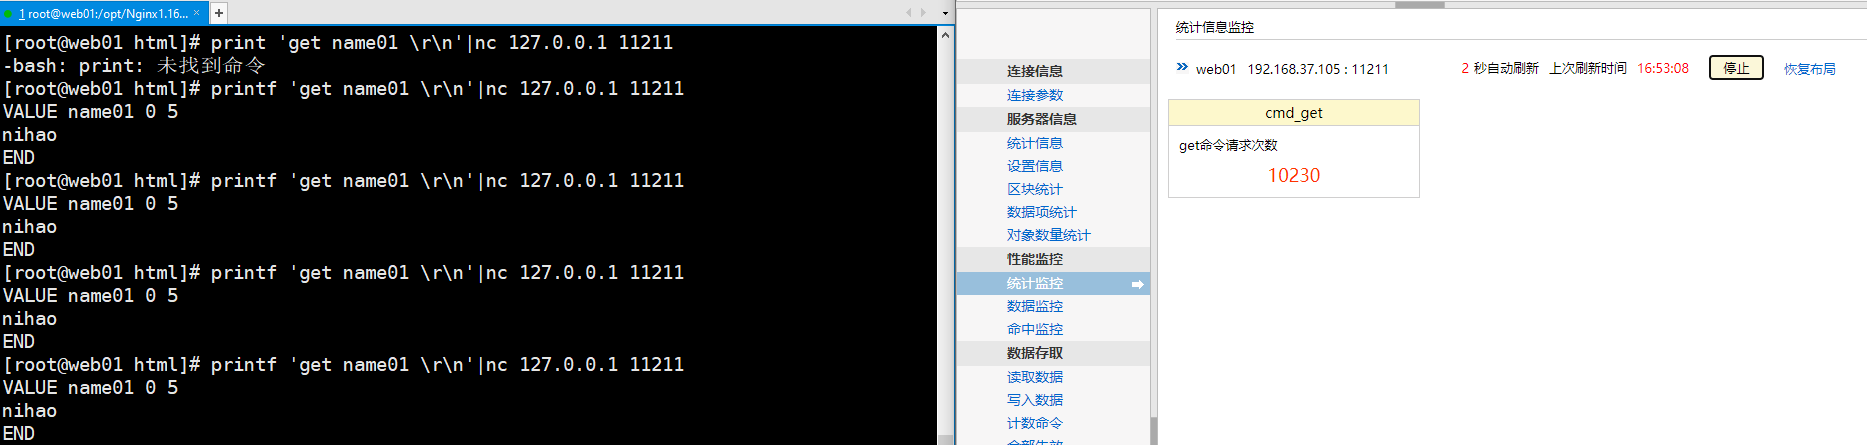 1 root@web01:/opt/Nginx1.16... × +
[root@web01 html]# print 'get name01 \r\n'|nc 127.0.0.1 11211
-bash: print: 未找到命令
[root@web01 html]# printf 'get name01 \r\n'|nc 127.0.0.1 11211
VALUE name01 0 5
nihao
END
[root@web01 html]# printf 'get name01 \r\n'|nc 127.0.0.1 11211
VALUE name01 0 5
nihao
END
[root@web01 html]# printf 'get name01 \r\n'|nc 127.0.0.1 11211
VALUE name01 0 5
nihao
END
[root@web01 html]# printf 'get name01 \r\n'|nc 127.0.0.1 11211
VALUE name01 0 5
nihao
END
连接信息
连接参数
服务器信息
统计信息
设置信息
区块统计
数据项统计
对象数量统计
性能监控
统计监控
数据监控
命中监控
数据存取
读取数据
写入数据
计数命令
统计信息监控
web01 192.168.37.105 : 11211 2 秒自动刷新 上次刷新时间 16:53:08 停止 恢复布局
cmd_get
get命令请求次数
10230